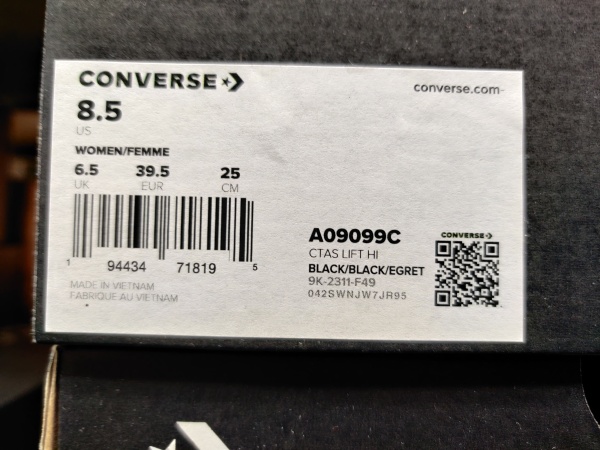 CONVERSE
converse.com
8.5
US
WOMEN/FEMME
6.5 39.5 25
UK EUR CM
1 94434 71819 5
MADE IN VIETNAM
FABRIQUE AU VIETNAM
A09099C
CTAS LIFT HI
BLACK/BLACK/EGRET
9K-2311-F49
042SWNJW7JR95
CONVERSE